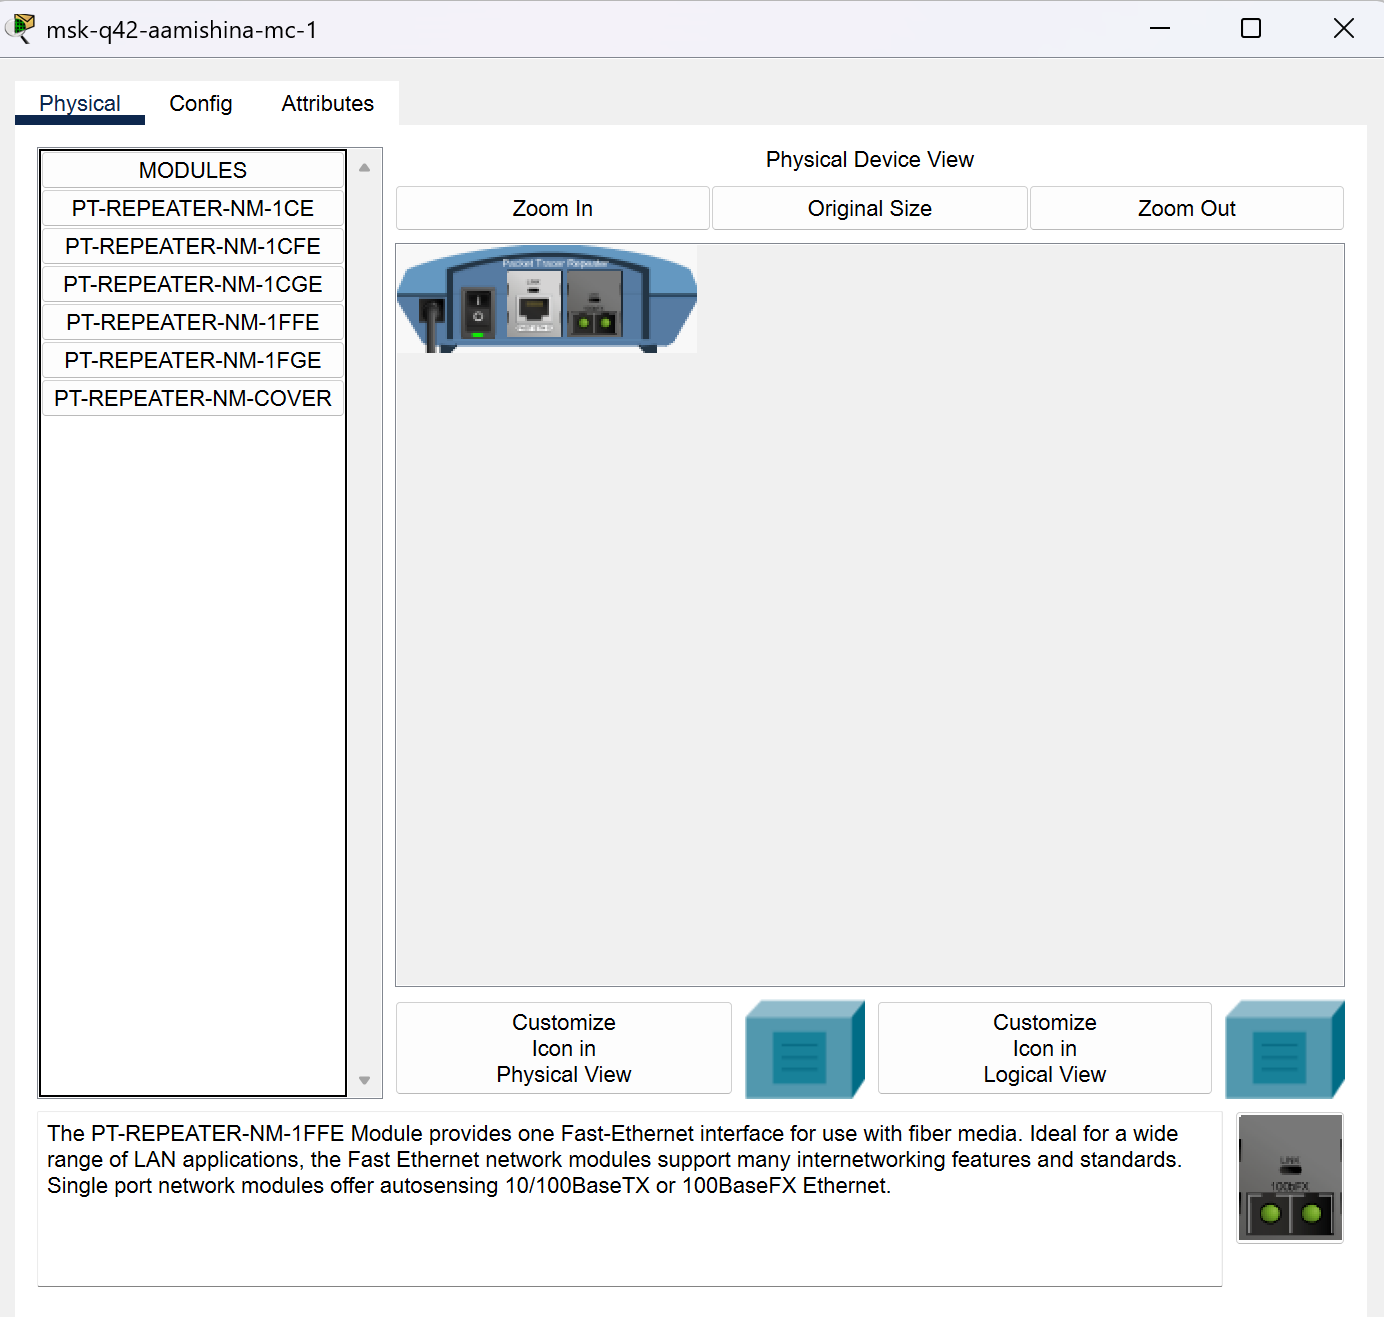 msk-q42-aamishina-mc-1
Physical
Config
Attributes
MODULES
PT-REPEATER-NM-1CE
PT-REPEATER-NM-1CFE
PT-REPEATER-NM-1CGE
PT-REPEATER-NM-1FFE
PT-REPEATER-NM-1FGE
PT-REPEATER-NM-COVER
Physical Device View
Zoom In
Original Size
Zoom Out
Packet Tracer Repeater
LINK
Customize
Icon in
Physical View
Customize
Icon in
Logical View
The PT-REPEATER-NM-1FFE Module provides one Fast-Ethernet interface for use with fiber media. Ideal for a wide
range of LAN applications, the Fast Ethernet network modules support many internetworking features and standards.
Single port network modules offer autosensing 10/100BaseTX or 100BaseFX Ethernet.
LINK
100bFX